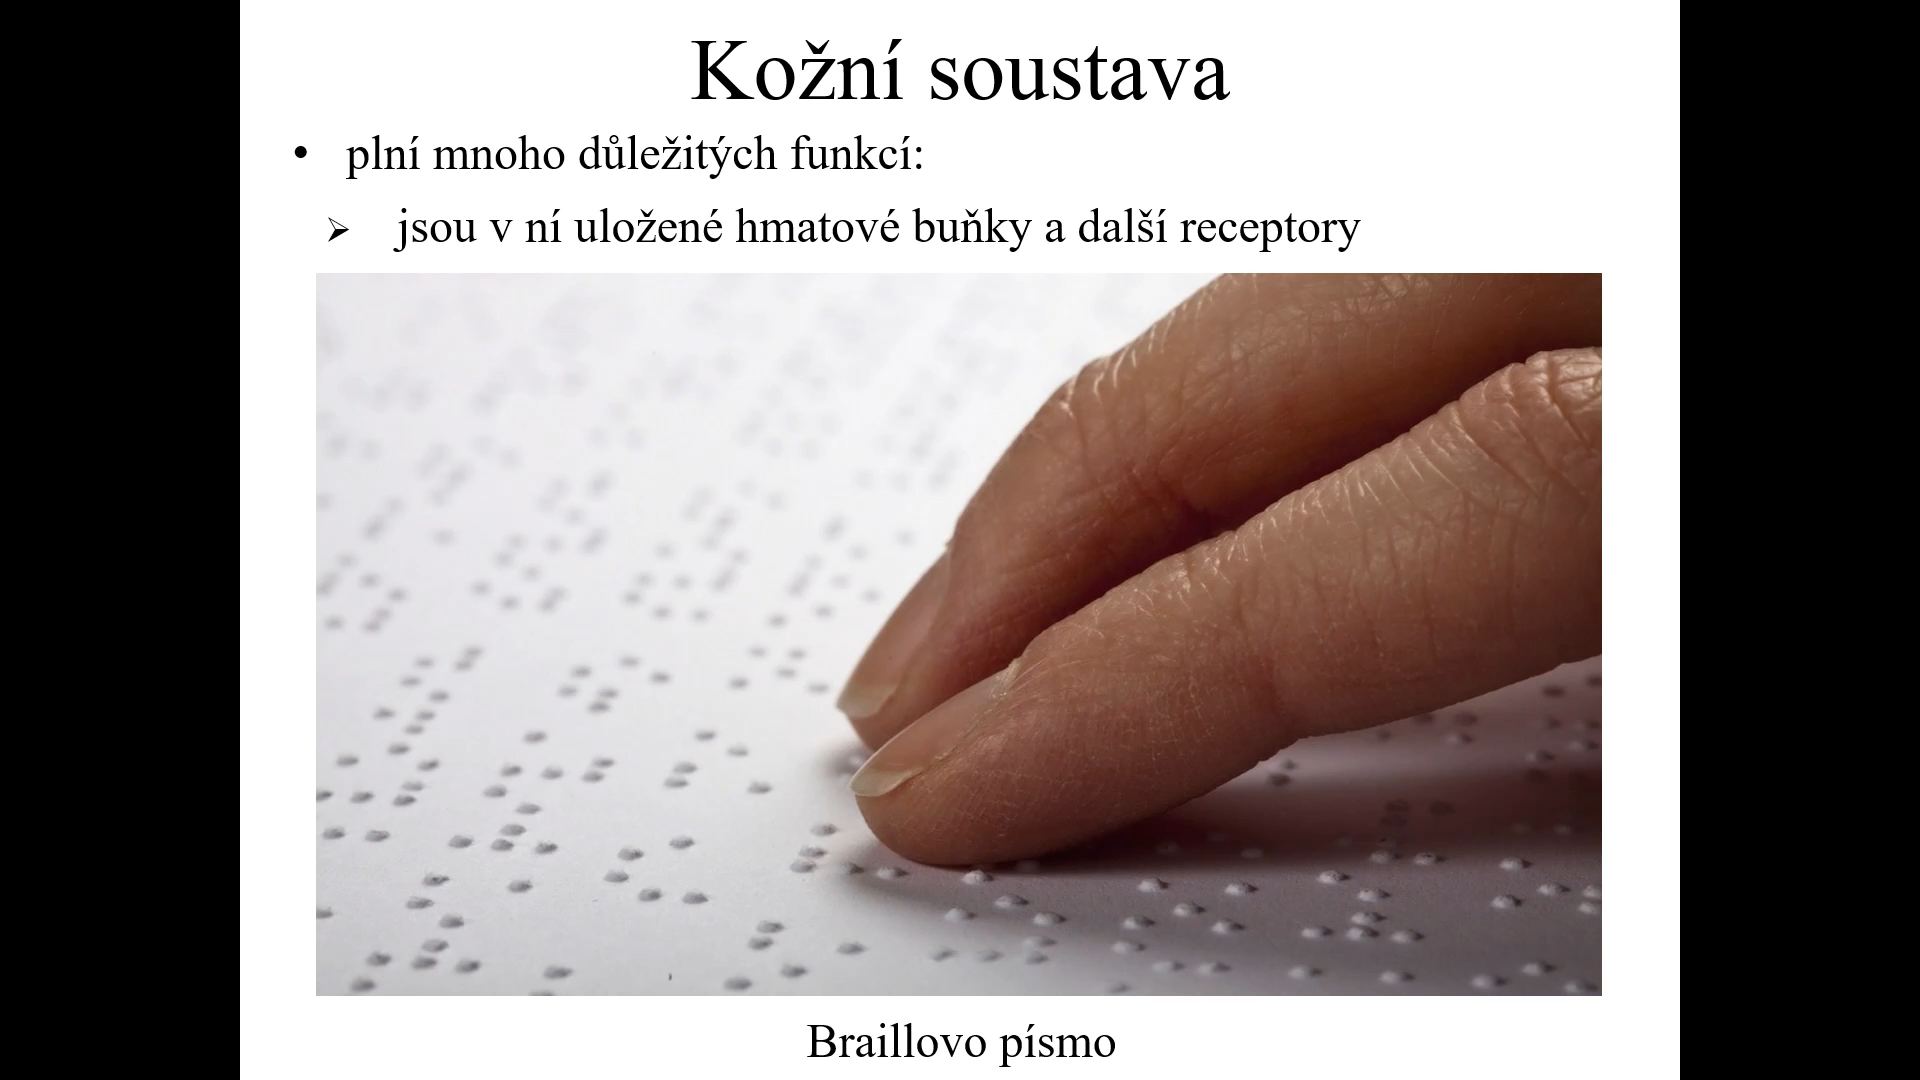 Kožní soustava
• plní mnoho důležitých funkcí:
➢ jsou v ní uložené hmatové buňky a další receptory
Braillovo písmo